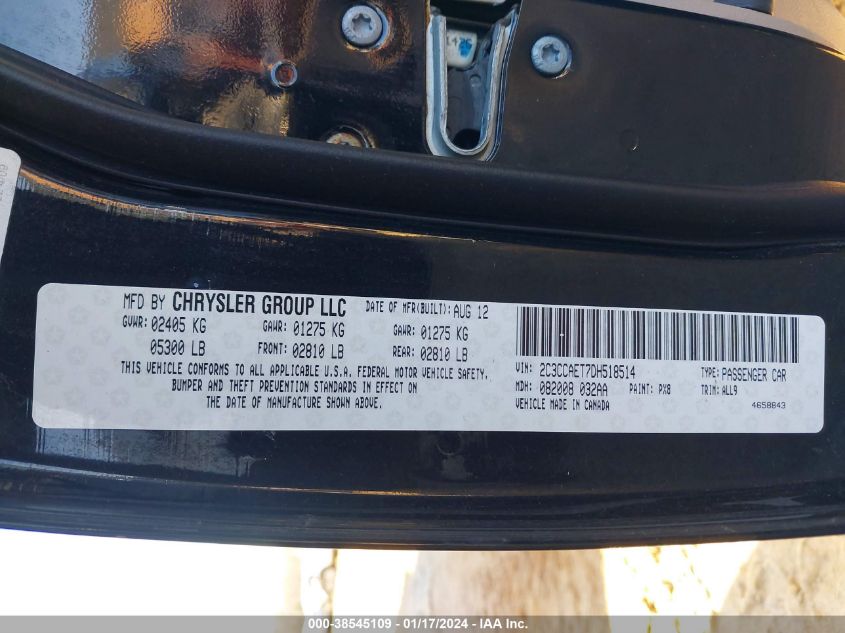 MFD BY CHRYSLER GROUP LLC DATE OF MFR(BUILT): AUG 12
GVWR: 02405 KG GAWR: 01275 KG GAWR: 01275 KG
05300 LB FRONT: 02810 LB REAR: 02810 LB
THIS VEHICLE CONFORMS TO ALL APPLICABLE U.S.A. FEDERAL MOTOR VEHICLE SAFETY,
BUMPER AND THEFT PREVENTION STANDARDS IN EFFECT ON
THE DATE OF MANUFACTURE SHOWN ABOVE.
VIN: 2C3CCAET7DH518514 TYPE: PASSENGER CAR
MDH: 082008 032AA PAINT: PX8 TRIM: ALL9
VEHICLE MADE IN CANADA 4658843
000-38545109 - 01/17/2024 - IAA Inc.